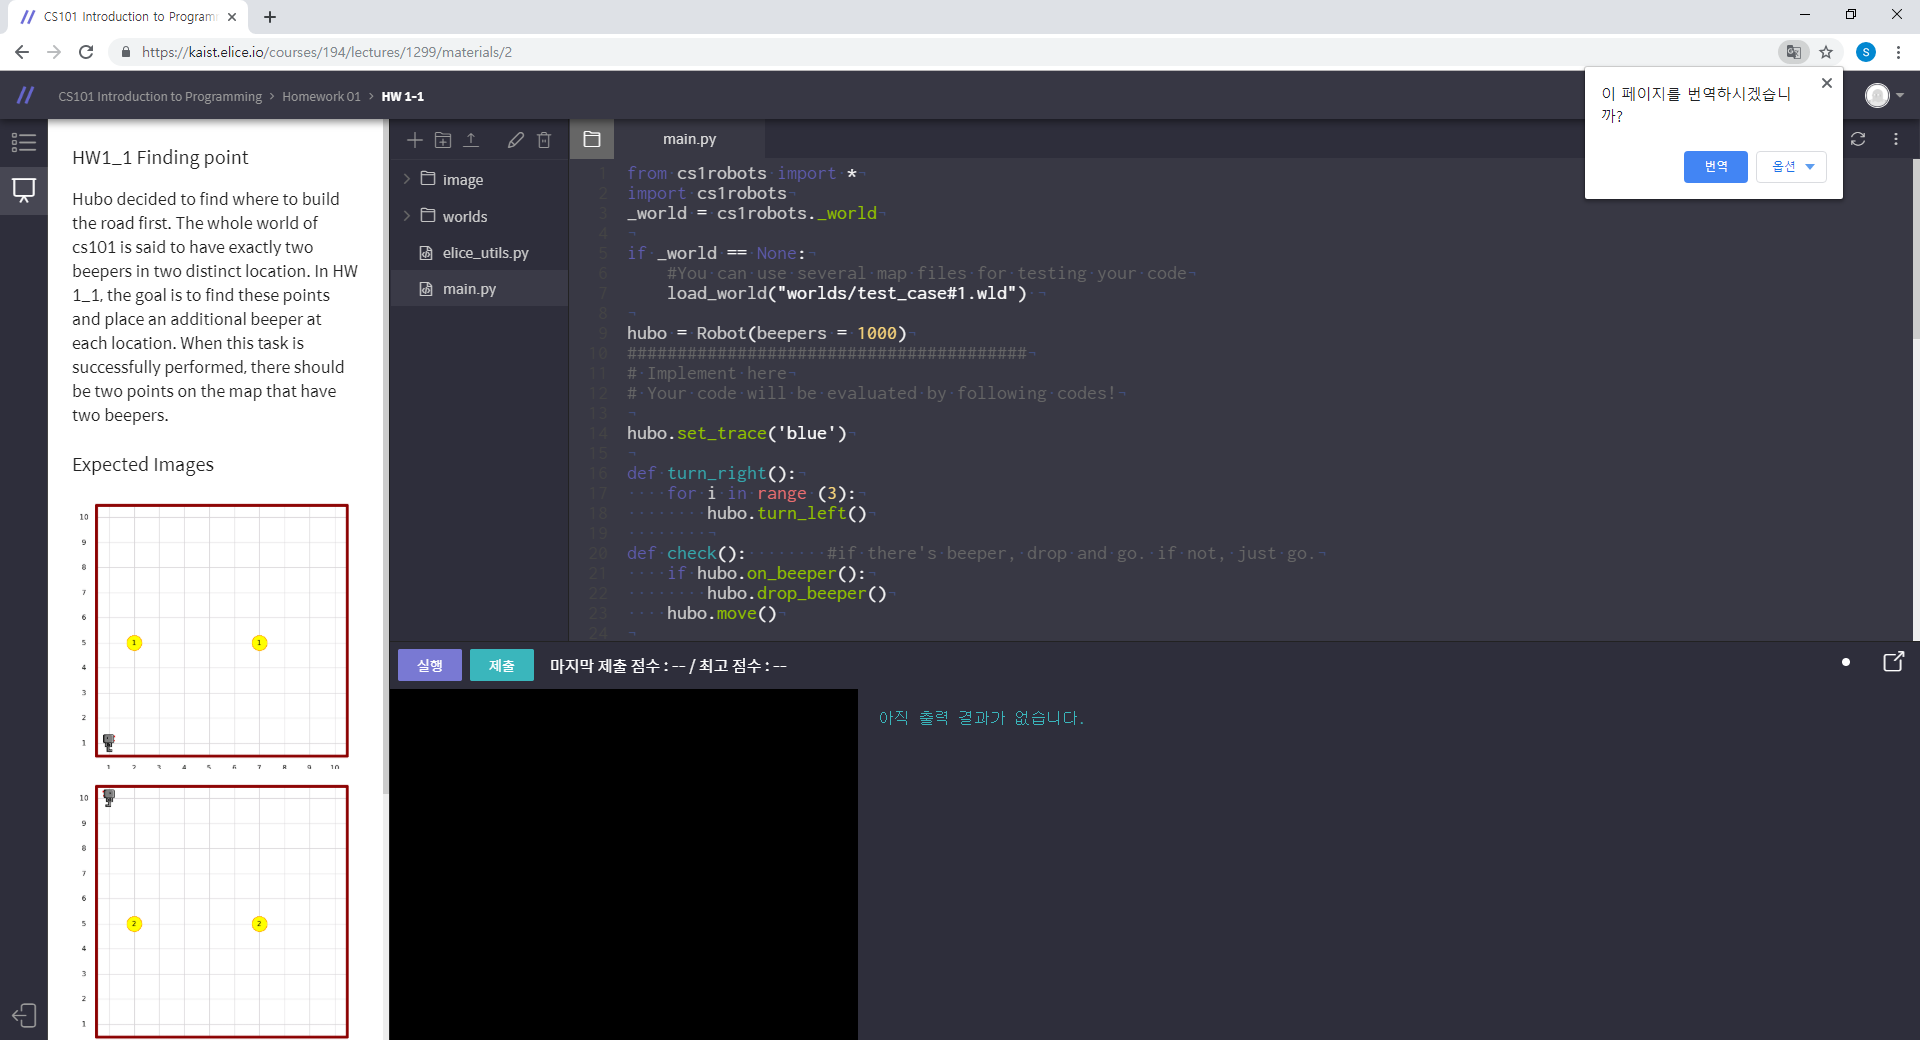 CS101 Introduction to Program
https://kaist.elice.io/courses/194/lectures/1299/materials/2
S
CS101 Introduction to Programming > Homework 01 > HW 1-1
이 페이지를 번역하시겠습니
까?
번역
옵션
HW1_1 Finding point
Hubo decided to find where to build
the road first. The whole world of
cs101 is said to have exactly two
beepers in two distinct location. In HW
1_1, the goal is to find these points
and place an additional beeper at
each location. When this task is
successfully performed, there should
be two points on the map that have
two beepers.
Expected Images
10
9
8
7
6
5
4
3
2
1
1 1
1 2 3 4 5 6 7 8 9 10
10
9
8
7
6
5
4
3
2
1
2 2
image
worlds
elice_utils.py
main.py
main.py
1 from cs1robots import *
2 import cs1robots
3 _world = cs1robots._world
4
5 if _world == None:
6 #You can use several map files for testing your code
7 load_world("worlds/test_case#1.wld")
8
9 hubo = Robot(beepers = 1000)
10 ########################################
11 # Implement here
12 # Your code will be evaluated by following codes!
13
14 hubo.set_trace('blue')
15
16 def turn_right():
17 for i in range (3):
18 hubo.turn_left()
19
20 def check(): #if there's beeper, drop and go. if not, just go.
21 if hubo.on_beeper():
22 hubo.drop_beeper()
23 hubo.move()
24
실행
제출
마지막 제출 점수 : -- / 최고 점수 : --
아직 출력 결과가 없습니다.